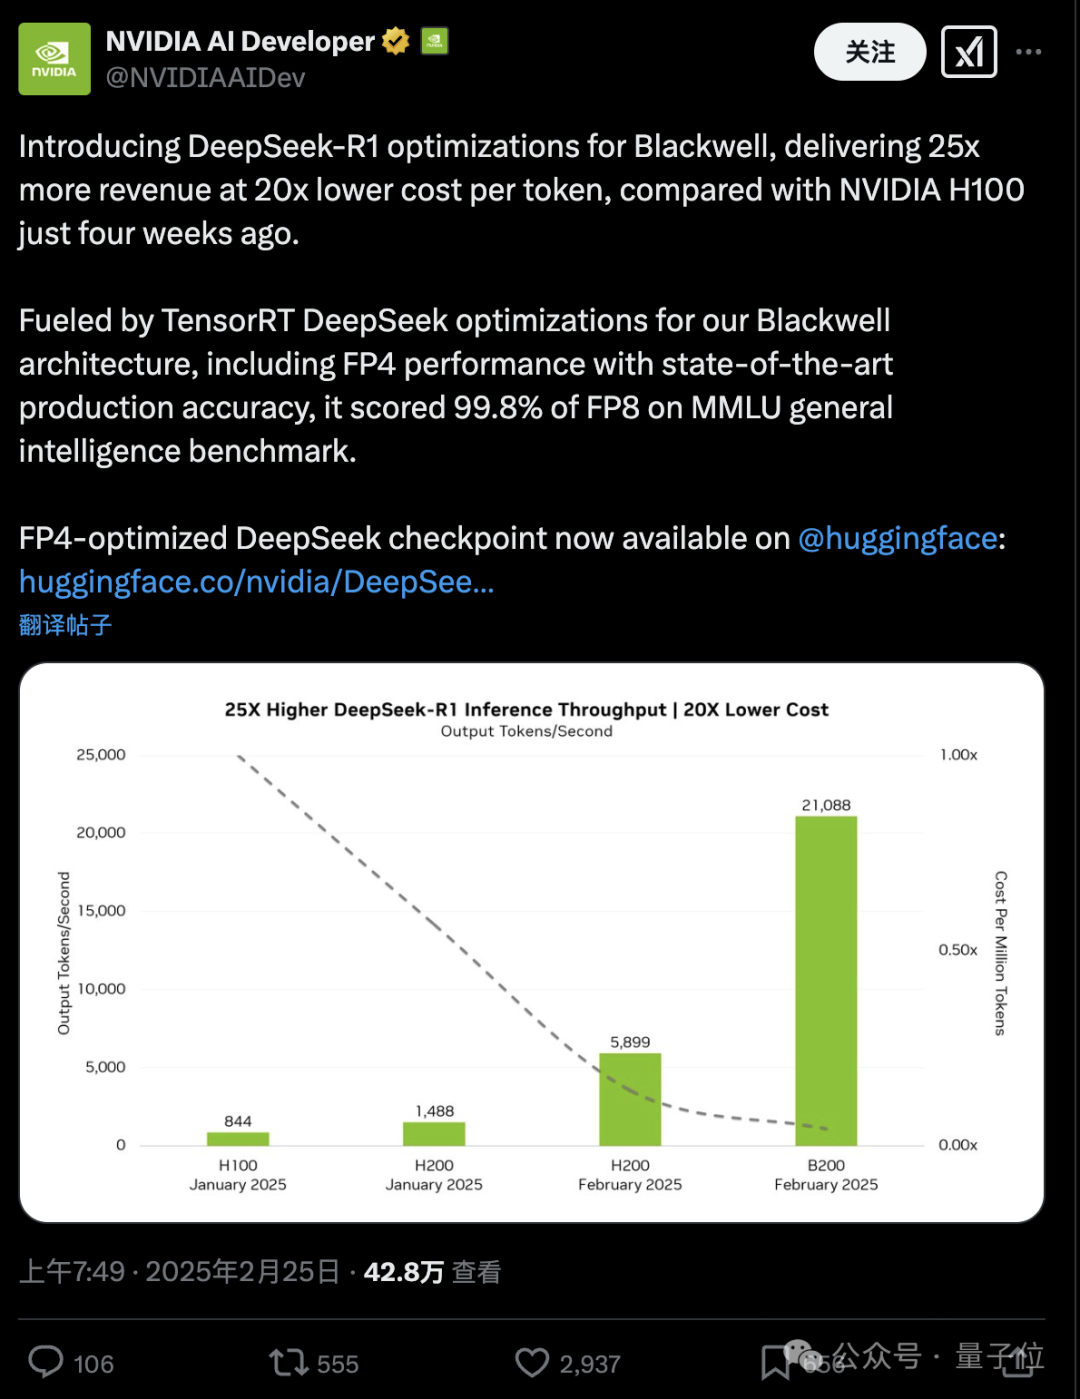 NVIDIA AI Developer
@NVIDIAAIDev
关注
NVIDIA
Introducing DeepSeek-R1 optimizations for Blackwell, delivering 25x
more revenue at 20x lower cost per token, compared with NVIDIA H100
just four weeks ago.
Fueled by TensorRT DeepSeek optimizations for our Blackwell
architecture, including FP4 performance with state-of-the-art
production accuracy, it scored 99.8% of FP8 on MMLU general
intelligence benchmark.
FP4-optimized DeepSeek checkpoint now available on @huggingface:
huggingface.co/nvidia/DeepSee...
翻译帖子
25X Higher DeepSeek-R1 Inference Throughput | 20X Lower Cost
Output Tokens/Second
25,000
20,000
15,000
10,000
5,000
0
Output Tokens/Second
1.00x
0.50x
0.00x
Cost Per Million Tokens
844
1,488
5,899
21,088
H100
January 2025
H200
January 2025
H200
February 2025
B200
February 2025
上午7:49 · 2025年2月25日 · 42.8万 查看
106
555
2,937
公众号 · 量子位